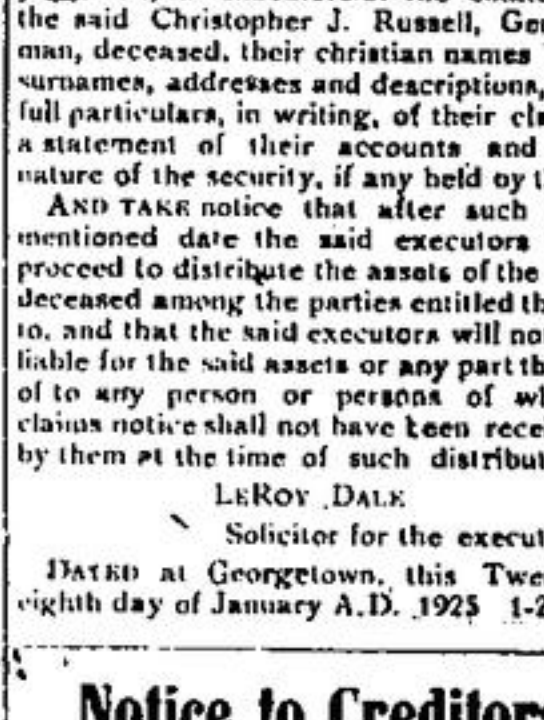 the said Christopher J. Russell, Ge
man, deceased, their christian names
surnames, addresses and descriptions,
full particulars, in writing, of their cl
a statement of their accounts and
nature of the security, if any held by t
AND TAKE notice that after such
mentioned date the said executors
proceed to distribute the assets of the
deceased among the parties entitled th
to, and that the said executors will no
liable for the said assets or any part th
of to any person or persons of wh
claims notice shall not have been rece
by them at the time of such distribut
LEROY DALE
Solicitor for the execut
DATED at Georgetown, this Twe
eighth day of January A.D. 1925 1-2
Notice to Creditors